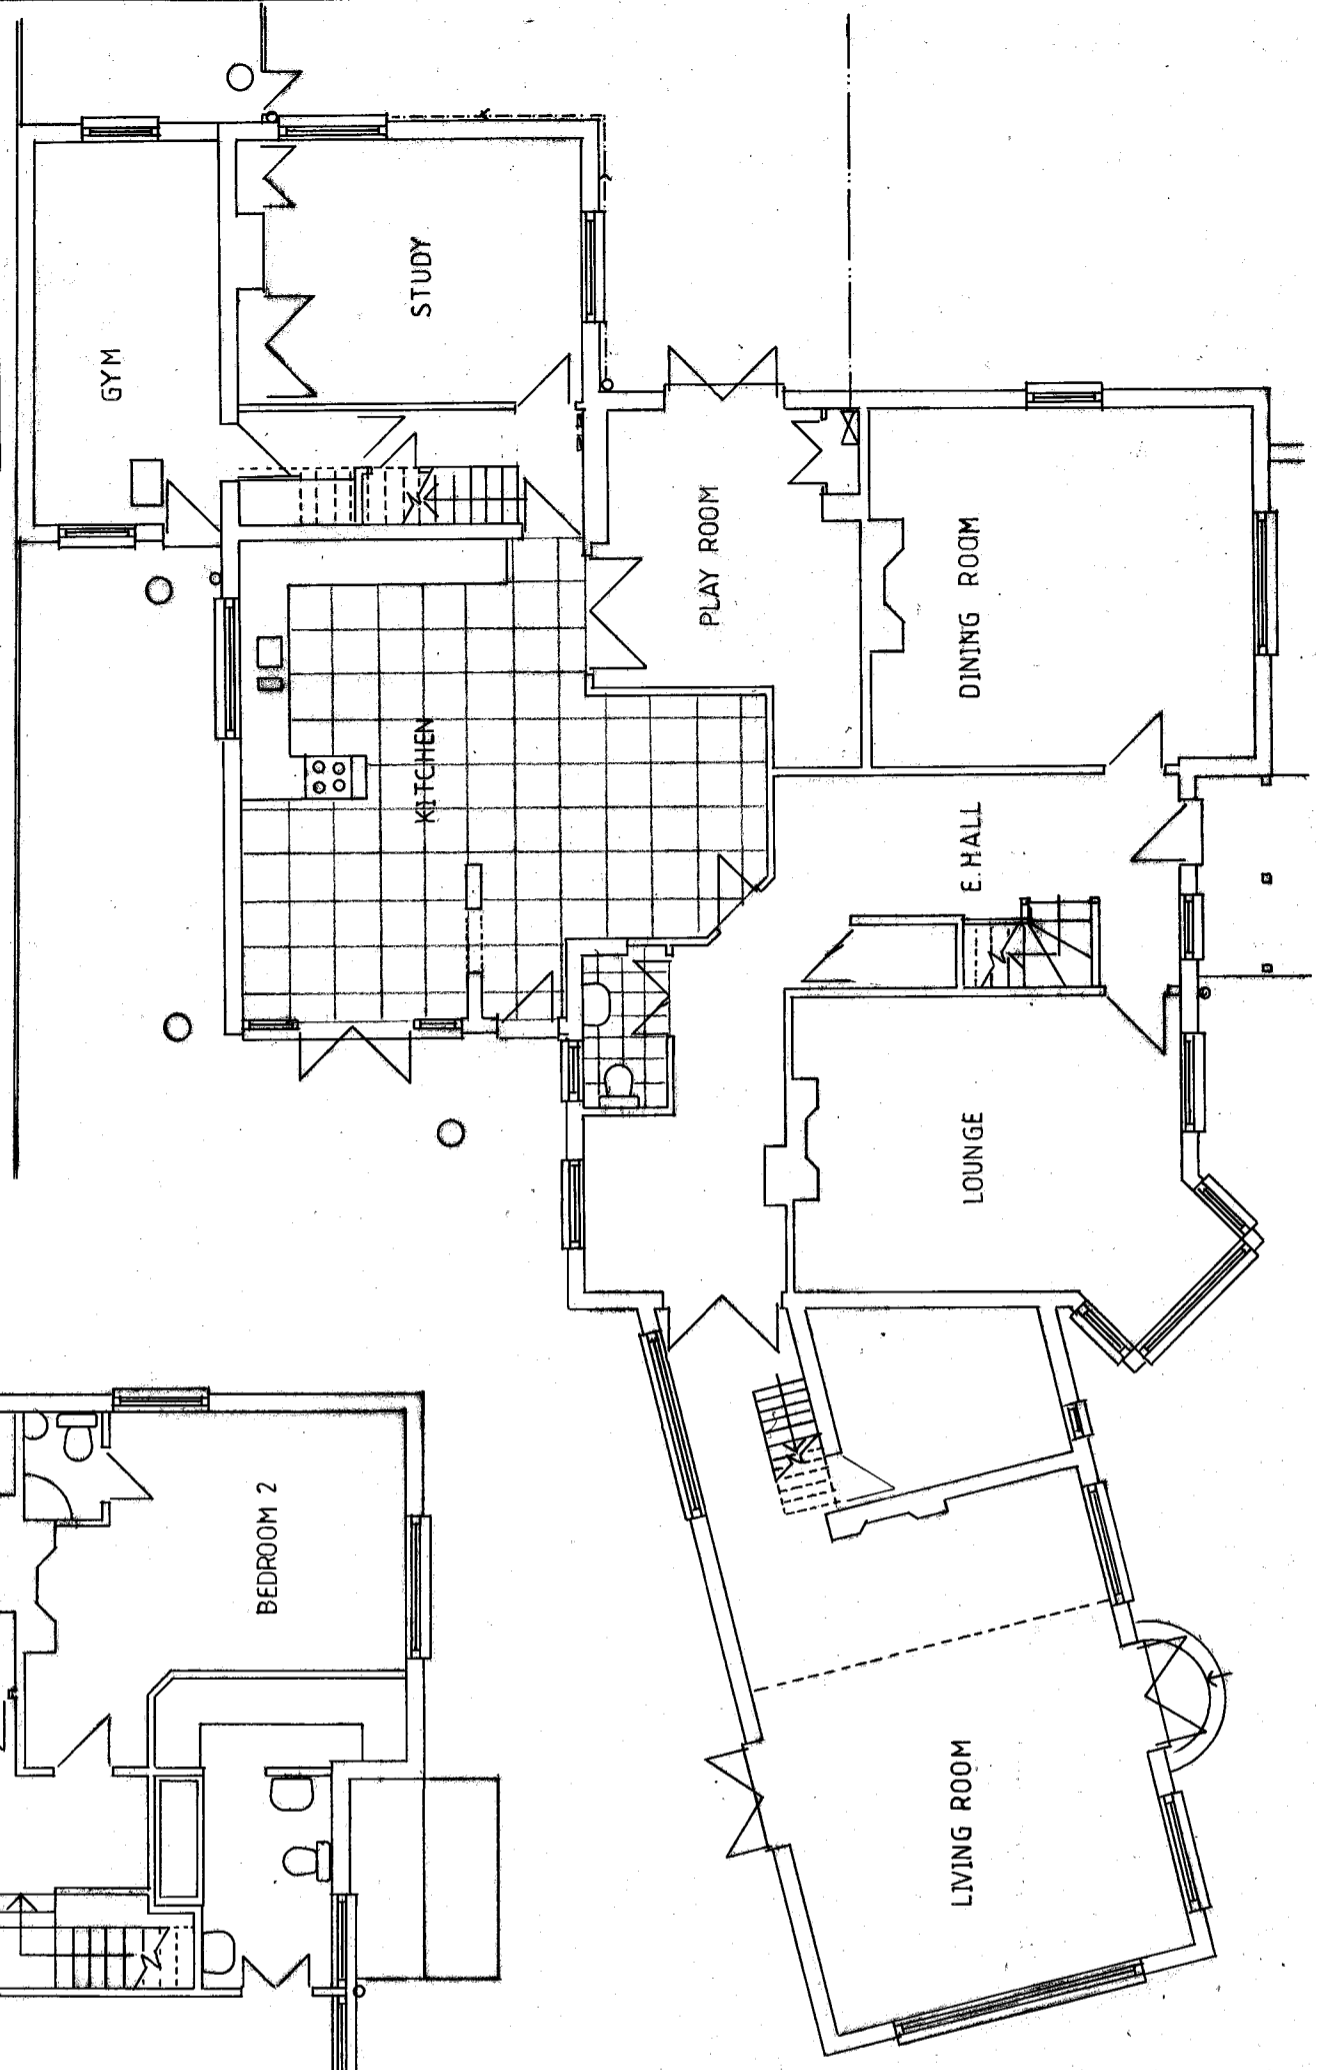 GYM
STUDY
KITCHEN
PLAY ROOM
DINING ROOM
E.HALL
LOUNGE
BEDROOM 2
LIVING ROOM